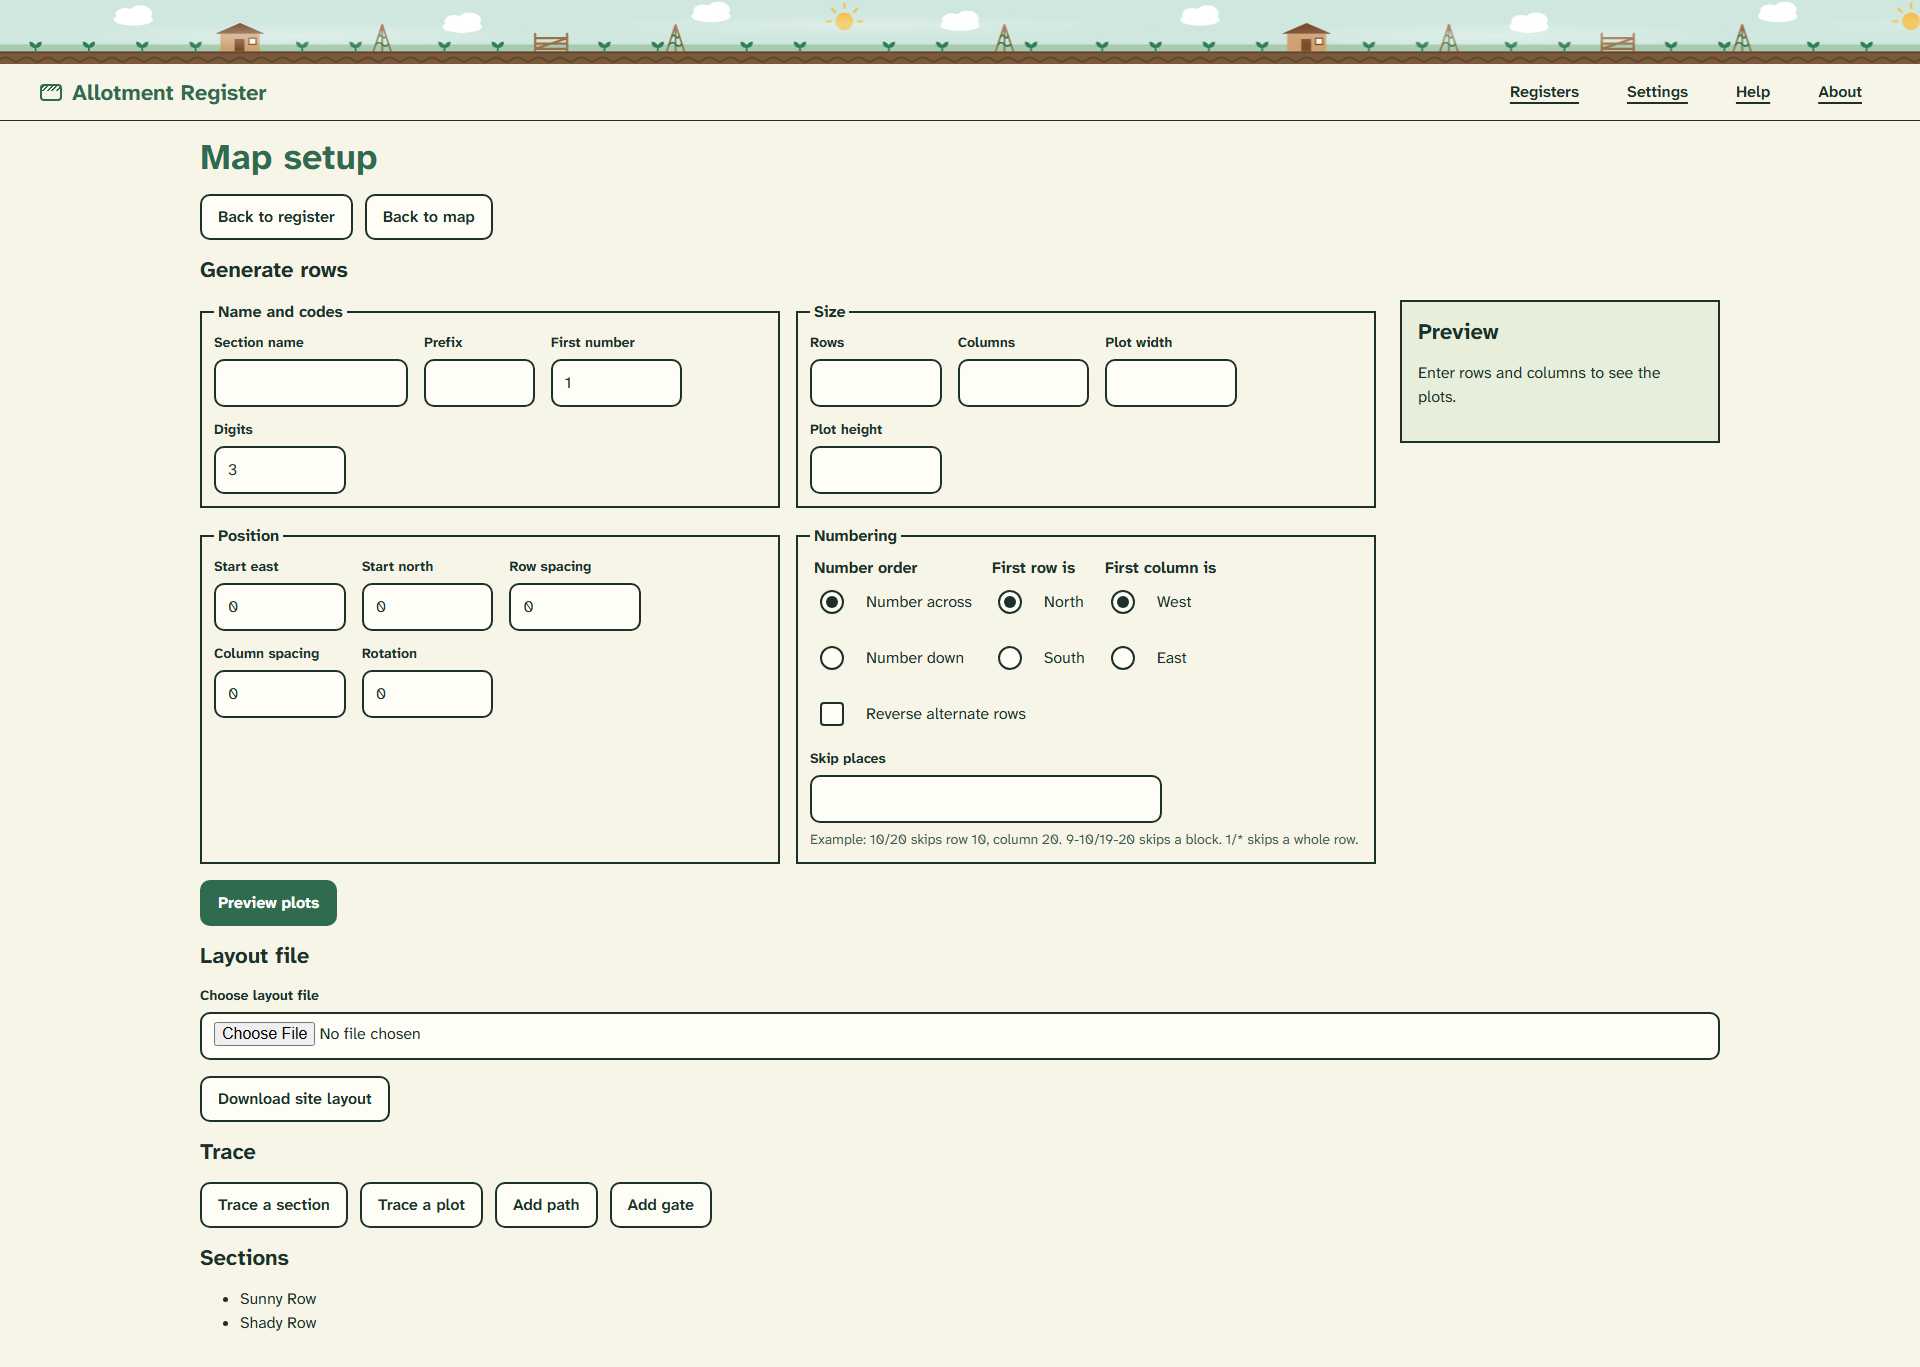 Allotment Register
Registers Settings Help About
Map setup
Back to register Back to map
Generate rows
Name and codes
Section name Prefix First number
1
Digits
3
Size
Rows Columns Plot width
Plot height
Preview
Enter rows and columns to see the
plots.
Position
Start east Start north Row spacing
0 0 0
Column spacing Rotation
0 0
Numbering
Number order First row is First column is
Number across North West
Number down South East
Reverse alternate rows
Skip places
Example: 10/20 skips row 10, column 20. 9-10/19-20 skips a block. 1/* skips a whole row.
Preview plots
Layout file
Choose layout file
Choose File No file chosen
Download site layout
Trace
Trace a section Trace a plot Add path Add gate
Sections
Sunny Row
Shady Row